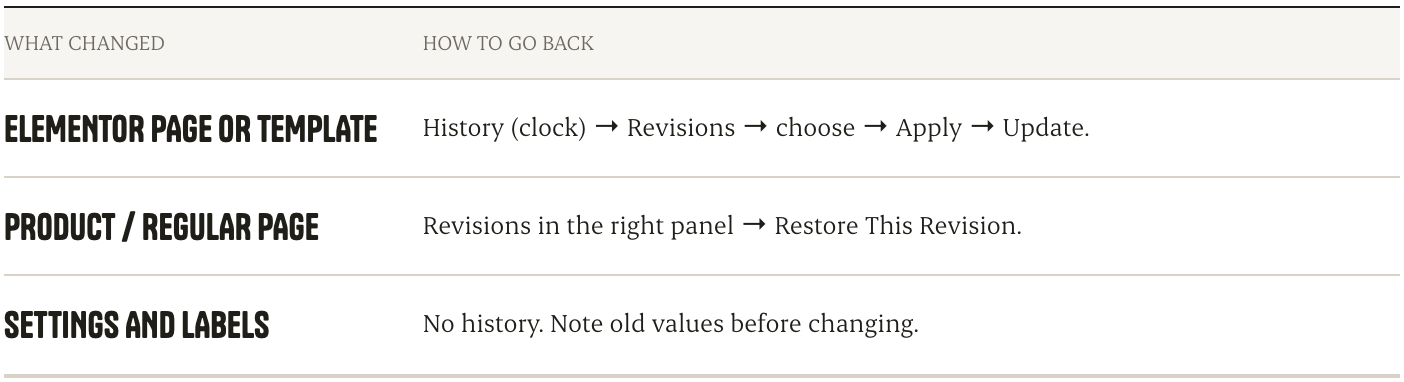 WHAT CHANGED
HOW TO GO BACK
ELEMENTOR PAGE OR TEMPLATE
History (clock) → Revisions → choose → Apply → Update.
PRODUCT / REGULAR PAGE
Revisions in the right panel → Restore This Revision.
SETTINGS AND LABELS
No history. Note old values before changing.